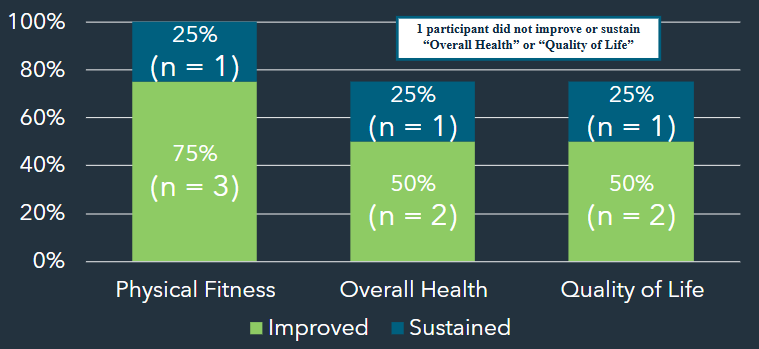 100%
80%
60%
40%
20%
0%
1 participant did not improve or sustain
“Overall Health” or “Quality of Life”
25%
(n = 1)
75%
(n = 3)
25%
(n = 1)
50%
(n = 2)
25%
(n = 1)
50%
(n = 2)
Physical Fitness
Overall Health
Quality of Life
Improved
Sustained